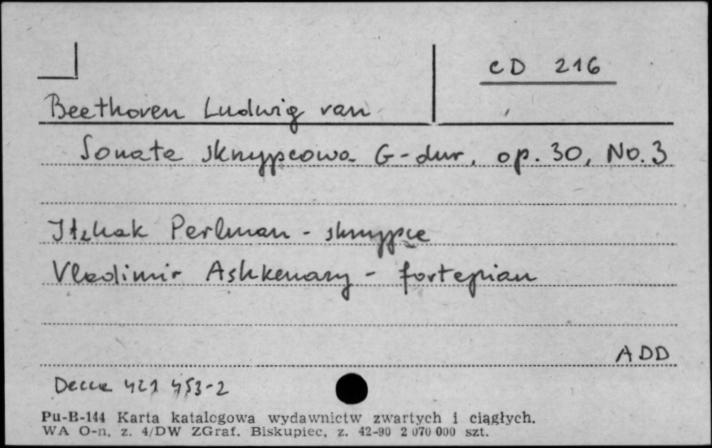 CD 216
Beethoven Ludwig van
Sonata skrzypcowa G-dur, op. 30, No. 3
Itzhak Perlman - skrzypce
Vladimir Ashkenazy - fortepian
ADD
Decca 421 453-2
Pu-B-144 Karta katalogowa wydawnictw zwartych i ciągłych.
WA O-n, z. 4/DW ZGraf. Biskupiec, z. 42-90 2 070 000 szt.